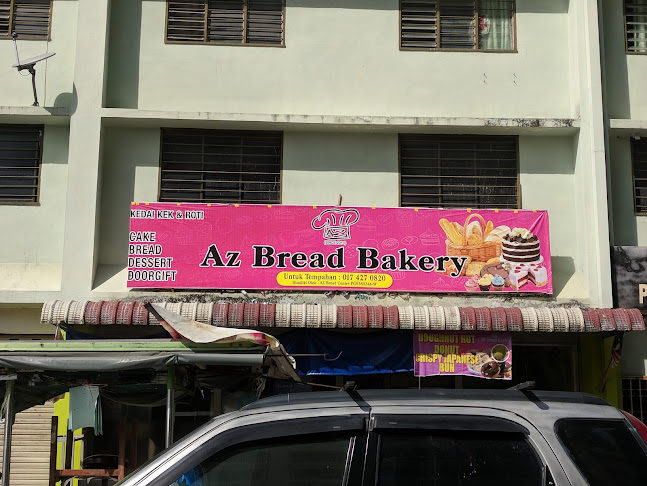 KEDAI KEK & ROTI
CAKE
BREAD
DESSERT
DOORGIFT
Az Bread Bakery
Untuk Tempahan : 017 427 0820
DOUGHNUT ROT
DONUT
CRISPY JAPANESE
BUN